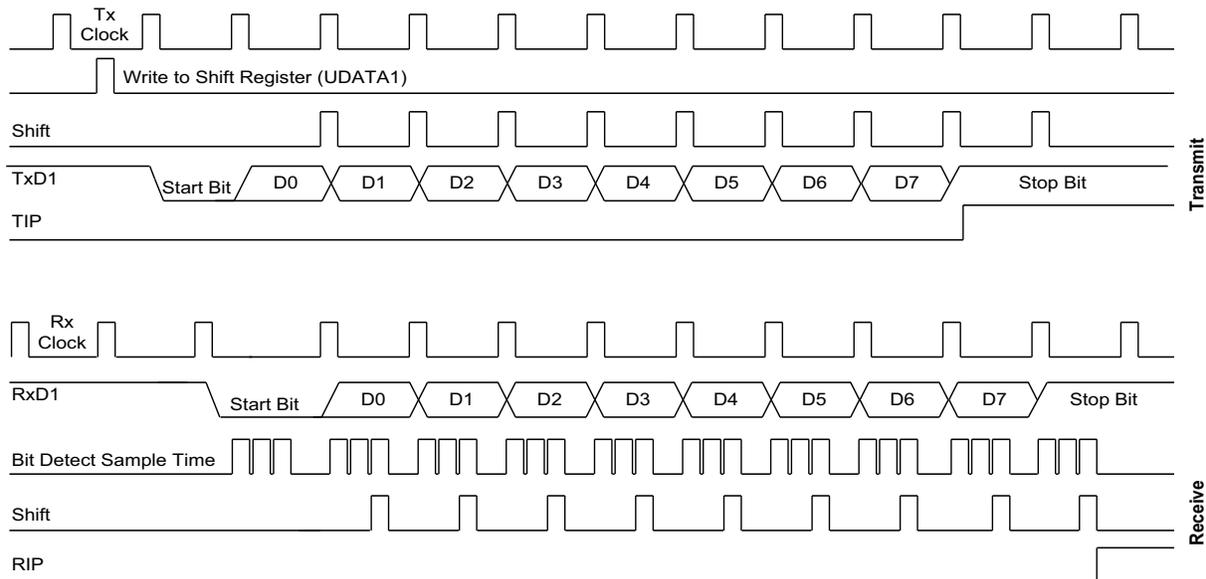 Tx
Clock
Write to Shift Register (UDATA1)
Shift
TxD1
Start Bit
D0
D1
D2
D3
D4
D5
D6
D7
Stop Bit
TIP
Transmit
Rx
Clock
RxD1
Start Bit
D0
D1
D2
D3
D4
D5
D6
D7
Stop Bit
Bit Detect Sample Time
Shift
RIP
Receive